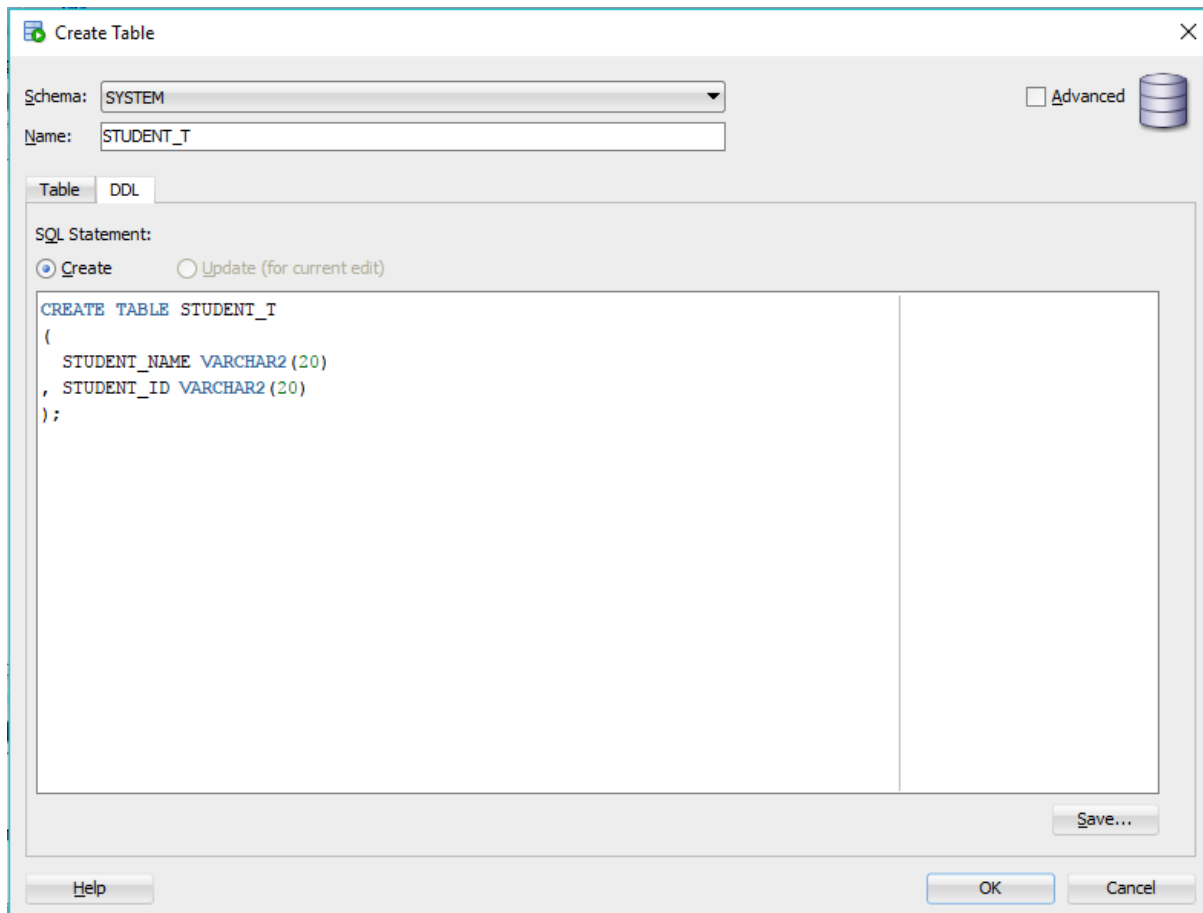 Create Table
Schema: SYSTEM
Advanced
Name: STUDENT_T
Table DDL
SQL Statement:
Create Update (for current edit)
CREATE TABLE STUDENT_T
(
  STUDENT_NAME VARCHAR2(20)
, STUDENT_ID VARCHAR2(20)
);
Save...
Help OK Cancel